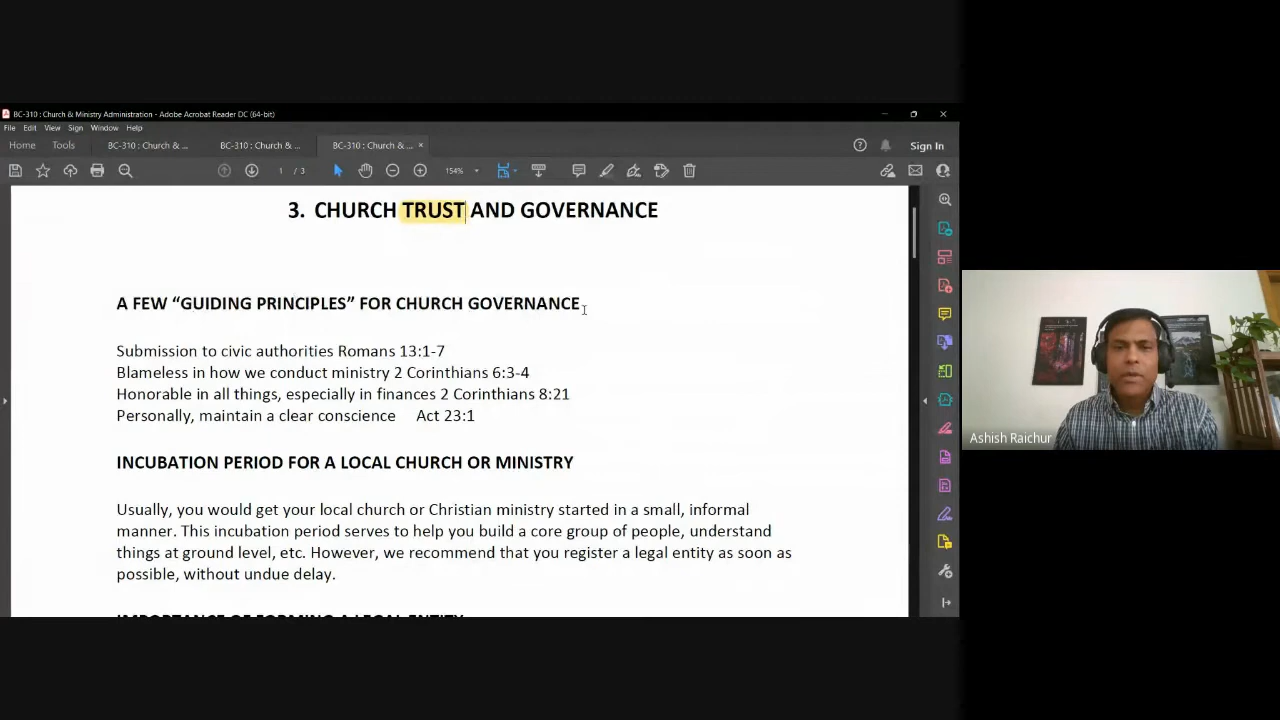 BC-310 : Church & Ministry Administration - Adobe Acrobat Reader DC (64-bit)
File Edit View Sign Window Help
Home Tools BC-310 : Church & ... BC-310 : Church & ... BC-310 : Church & ... ×
1 / 3 154% Sign In
3. CHURCH TRUST AND GOVERNANCE
A FEW “GUIDING PRINCIPLES” FOR CHURCH GOVERNANCE
Submission to civic authorities Romans 13:1-7
Blameless in how we conduct ministry 2 Corinthians 6:3-4
Honorable in all things, especially in finances 2 Corinthians 8:21
Personally, maintain a clear conscience Act 23:1
INCUBATION PERIOD FOR A LOCAL CHURCH OR MINISTRY
Usually, you would get your local church or Christian ministry started in a small, informal
manner. This incubation period serves to help you build a core group of people, understand
things at ground level, etc. However, we recommend that you register a legal entity as soon as
possible, without undue delay.
IMPORTANCE OF FORMING A LEGAL ENTITY
Ashish Raichur